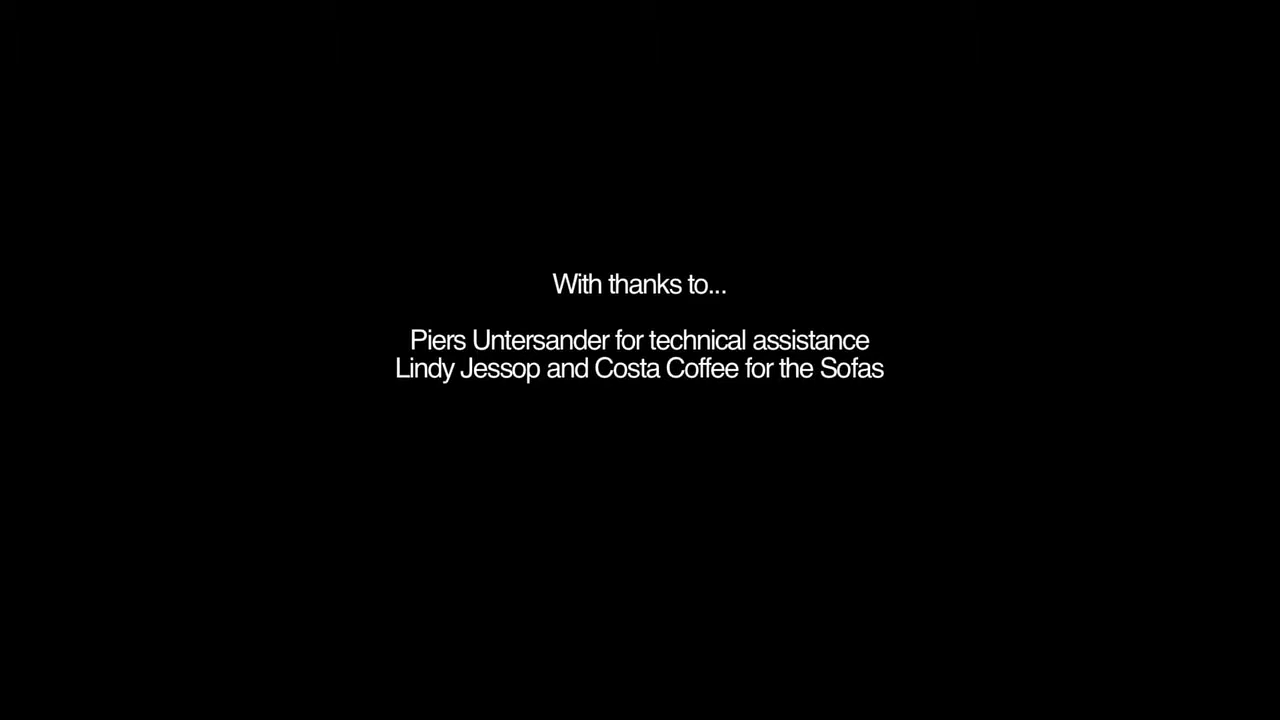 With thanks to...
Piers Untersander for technical assistance
Lindy Jessop and Costa Coffee for the Sofas